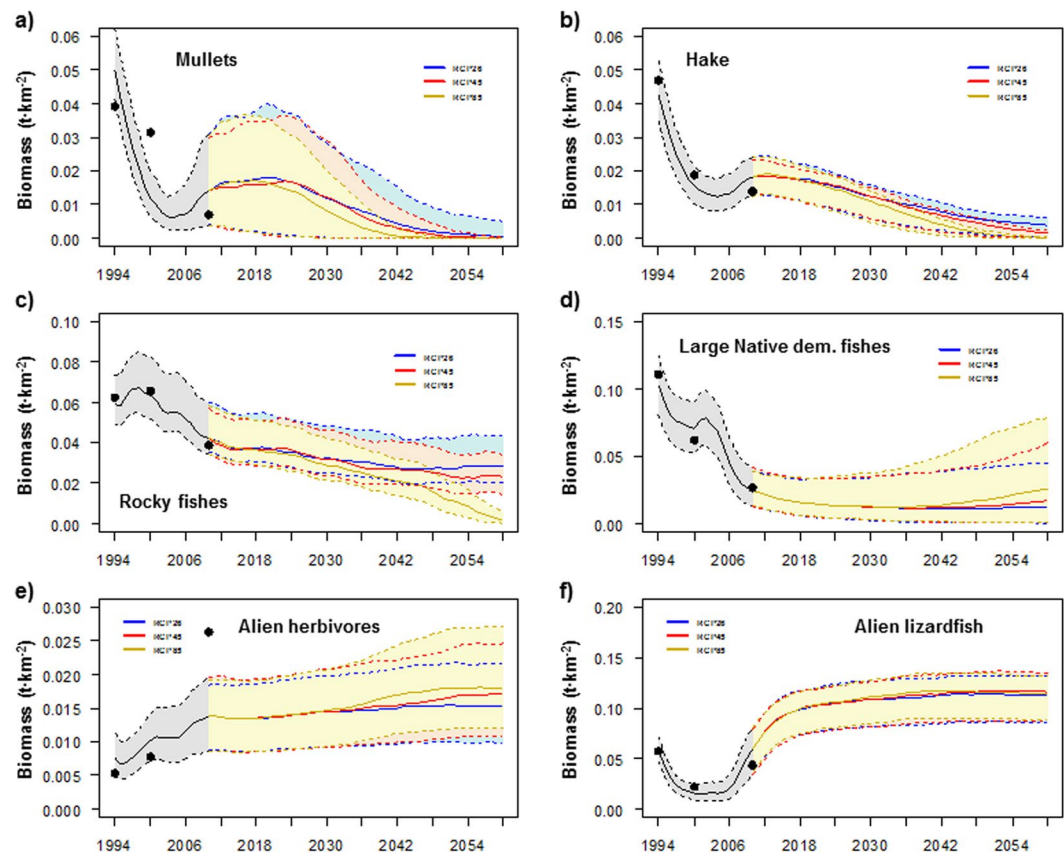 a)
Biomass (t·km-2)
0.06
0.05
0.04
0.03
0.02
0.01
0.00
Mullets
RCP26
RCP45
RCP85
1994 2006 2018 2030 2042 2054
b)
Biomass (t·km-2)
0.06
0.05
0.04
0.03
0.02
0.01
0.00
Hake
RCP26
RCP45
RCP85
1994 2006 2018 2030 2042 2054
c)
Biomass (t·km-2)
0.10
0.08
0.06
0.04
0.02
0.00
RCP26
RCP45
RCP85
Rocky fishes
1994 2006 2018 2030 2042 2054
d)
Biomass (t·km-2)
0.15
0.10
0.05
0.00
Large Native dem. fishes
RCP26
RCP45
RCP85
1994 2006 2018 2030 2042 2054
e)
Biomass (t·km-2)
0.030
0.025
0.020
0.015
0.010
0.005
0.000
RCP26
RCP45
RCP85
Alien herbivores
1994 2006 2018 2030 2042 2054
f)
Biomass (t·km-2)
0.20
0.15
0.10
0.05
0.00
RCP26
RCP45
RCP85
Alien lizardfish
1994 2006 2018 2030 2042 2054